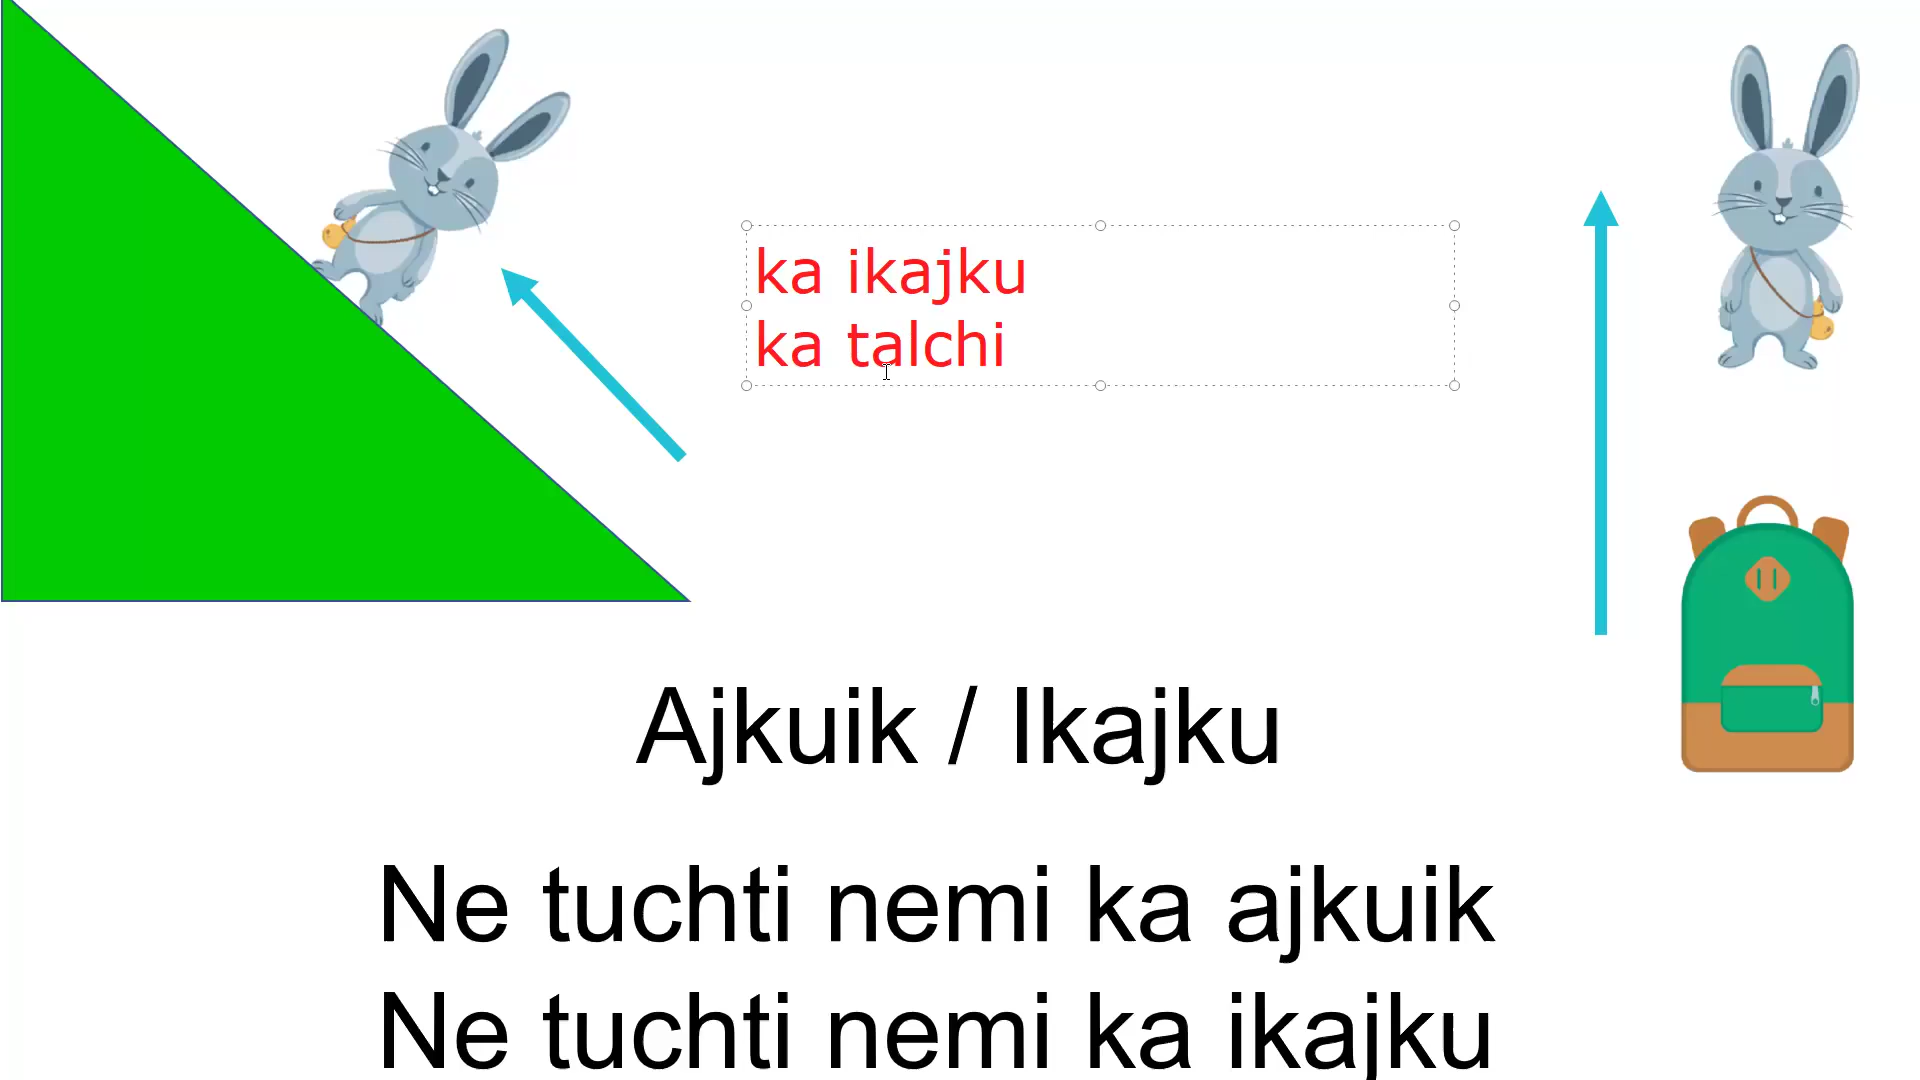 ka ikajku
ka talchi
Ajkuik / Ikajku
Ne tuchti nemi ka ajkuik
Ne tuchti nemi ka ikajku